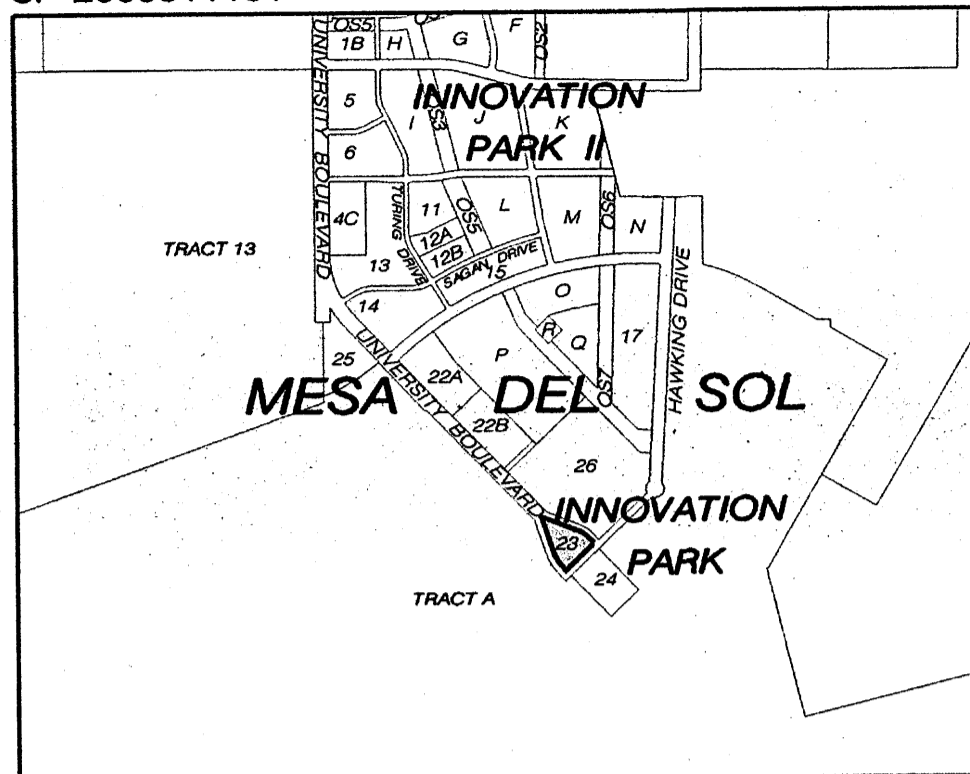 OS5
1B
H
G
F
OS2
UNIVERSITY BOULEVARD
5
INNOVATION
I
OS3
J
K
PARK II
6
4C
TURING DRIVE
11
OS5
L
M
OS6
N
TRACT 13
12A
12B
13
SAGAN DRIVE
15
14
O
HAWKING DRIVE
R
Q
17
25
UNIVERSITY BOULEVARD
P
22A
OS7
MESA DEL SOL
22B
26
INNOVATION
23
PARK
24
TRACT A